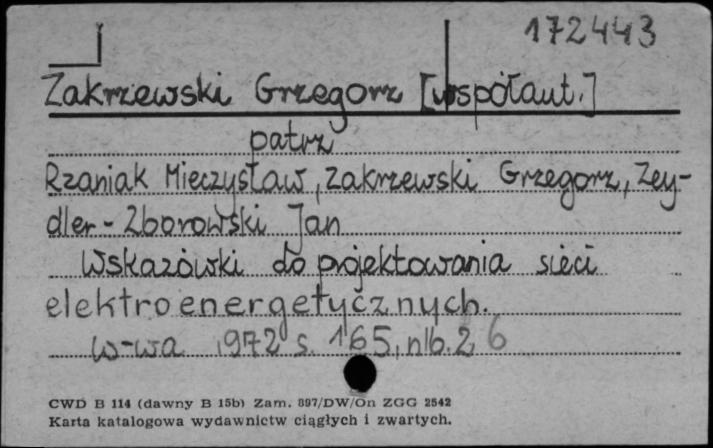 172443
Zakrzewski Grzegorz [współaut.]
patrz
Rzaniak Mieczysław, Zakrzewski Grzegorz, Zey-
dler-Zborowski Jan
Wskazówki do projektowania sieci
elektroenergetycznych.
W-wa 1972 s. 165, nlb. 2, 6
CWD B 114 (dawny B 15b) Zam. 897/DW/On ZGG 2542
Karta katalogowa wydawnictw ciągłych i zwartych.